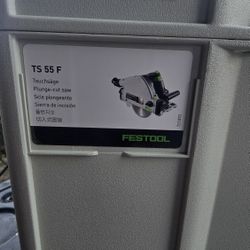 TS 55 F
Tauchsäge
Plunge-cut saw
Scie plongeante
Sierra de incisión
FESTOOL